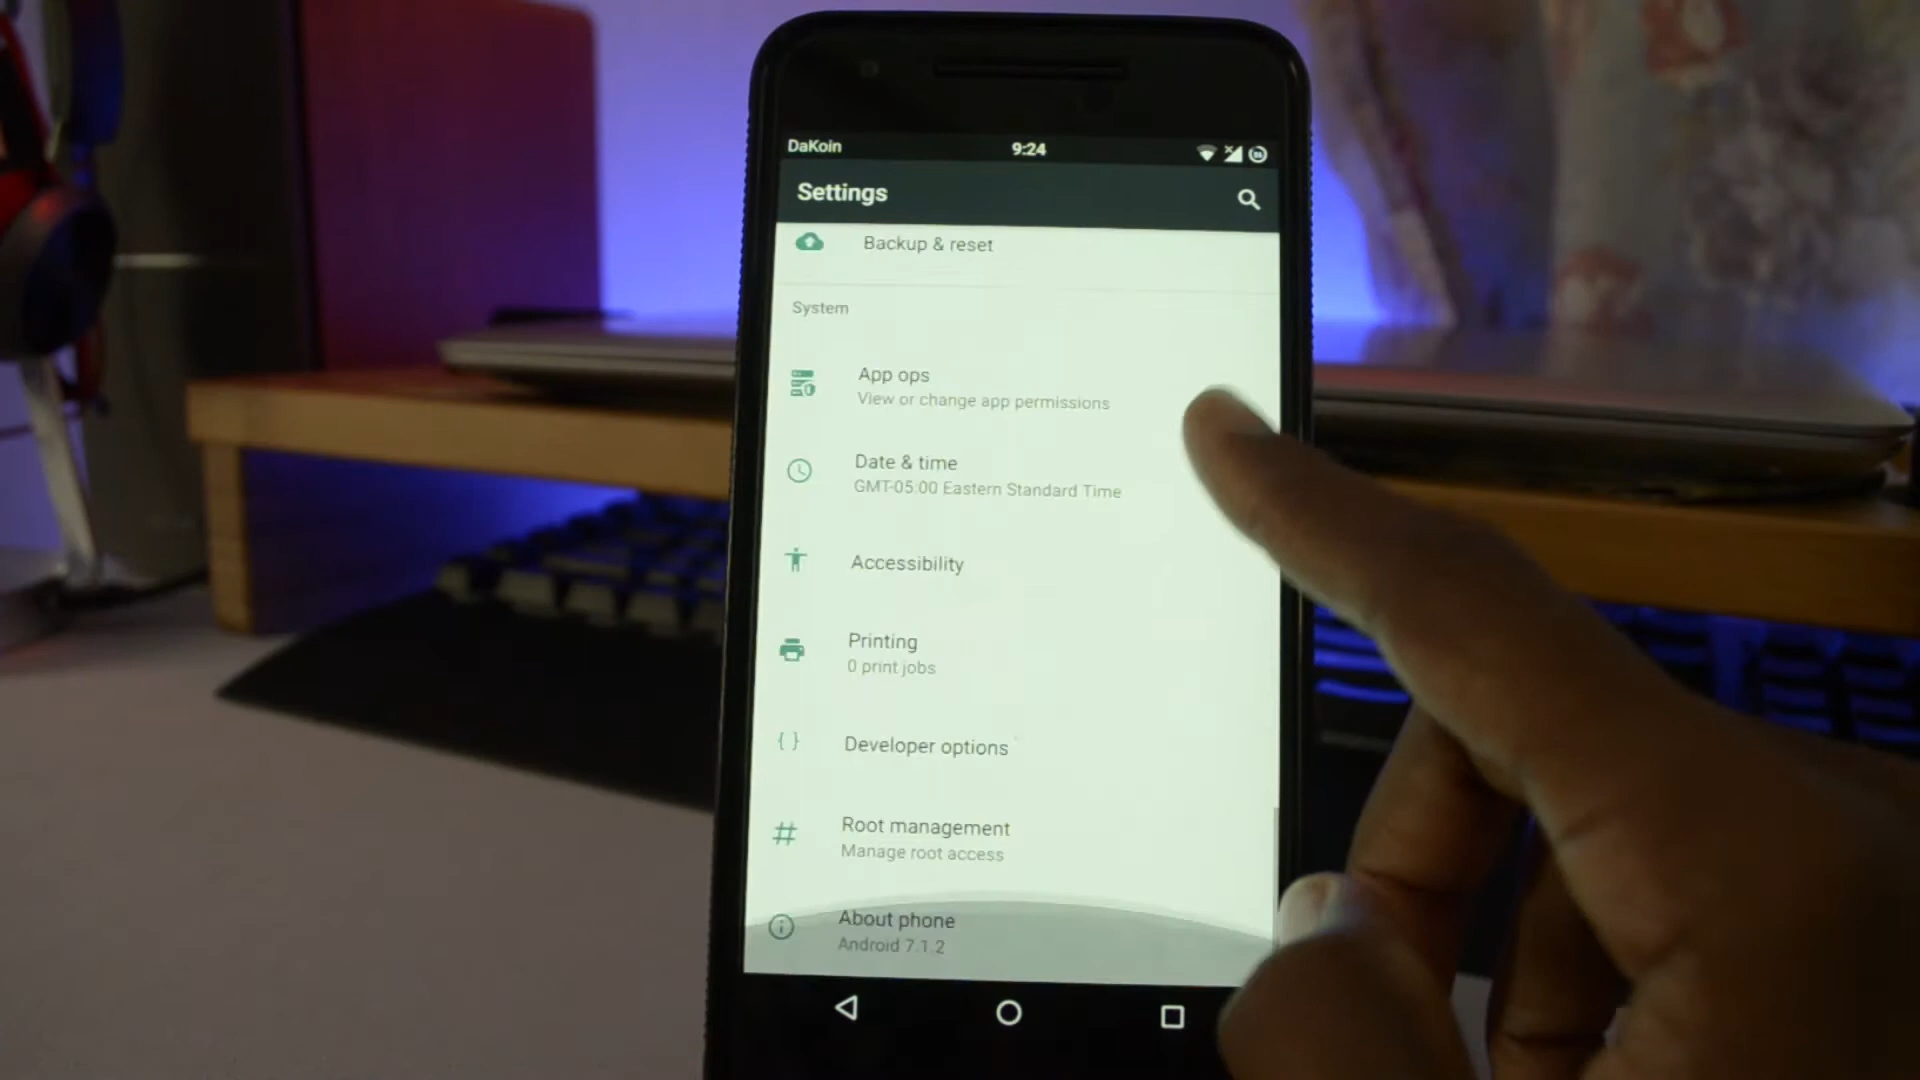 DaKoin 9:24
Settings
Backup & reset
System
App ops
View or change app permissions
Date & time
GMT-05:00 Eastern Standard Time
Accessibility
Printing
0 print jobs
Developer options
Root management
Manage root access
About phone
Android 7.1.2